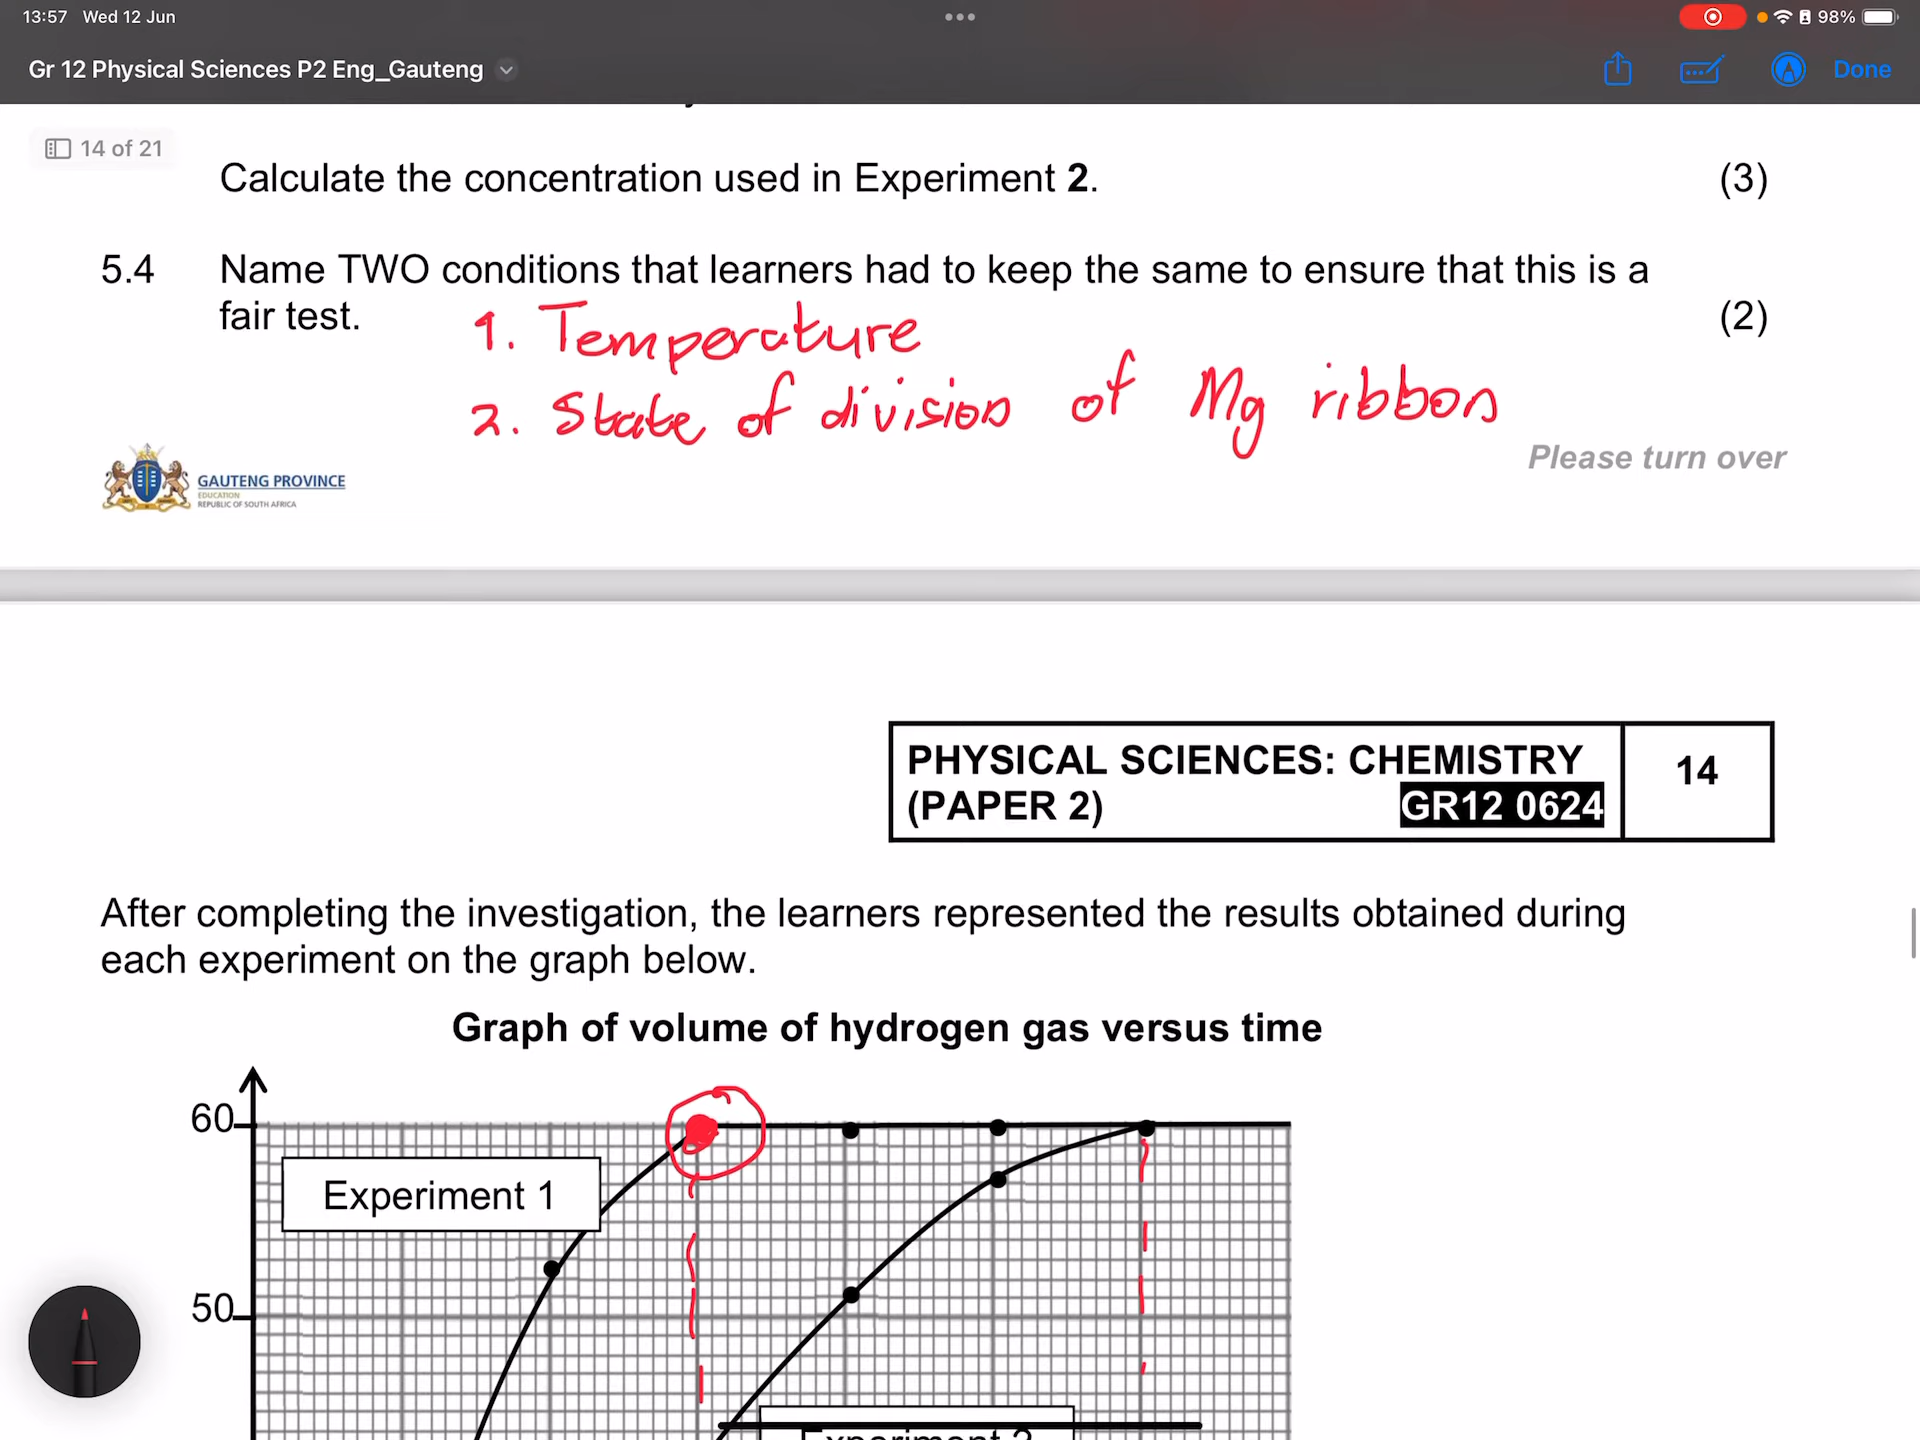 13:57 Wed 12 Jun
98%
Gr 12 Physical Sciences P2 Eng_Gauteng
Done
14 of 21
Calculate the concentration used in Experiment 2.
(3)
5.4 Name TWO conditions that learners had to keep the same to ensure that this is a
fair test.
(2)
1. Temperature
2. State of division of Mg ribbon
Please turn over
GAUTENG PROVINCE
EDUCATION
REPUBLIC OF SOUTH AFRICA
PHYSICAL SCIENCES: CHEMISTRY
(PAPER 2) GR12 0624
14
After completing the investigation, the learners represented the results obtained during
each experiment on the graph below.
Graph of volume of hydrogen gas versus time
60
Experiment 1
50